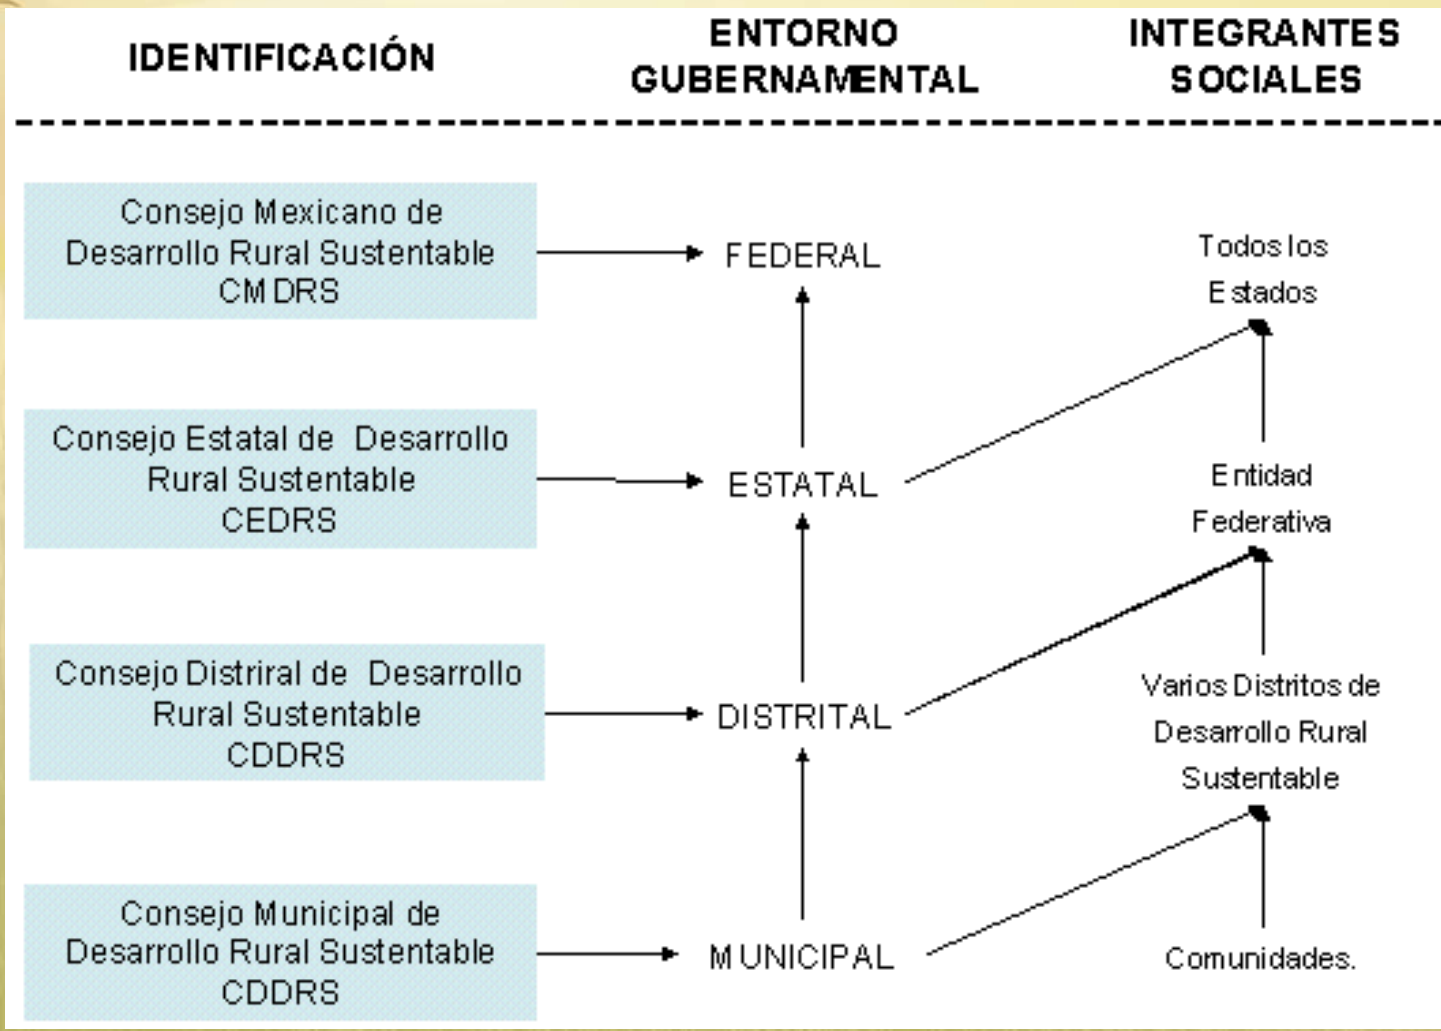 IDENTIFICACIÓN
ENTORNO
GUBERNAMENTAL
INTEGRANTES
SOCIALES
Consejo Mexicano de
Desarrollo Rural Sustentable
CMDRS
FEDERAL
Todos los
Estados
Consejo Estatal de Desarrollo
Rural Sustentable
CEDRS
ESTATAL
Entidad
Federativa
Consejo Distriral de Desarrollo
Rural Sustentable
CDDRS
DISTRITAL
Varios Distritos de
Desarrollo Rural
Sustentable
Consejo Municipal de
Desarrollo Rural Sustentable
CDDRS
MUNICIPAL
Comunidades.